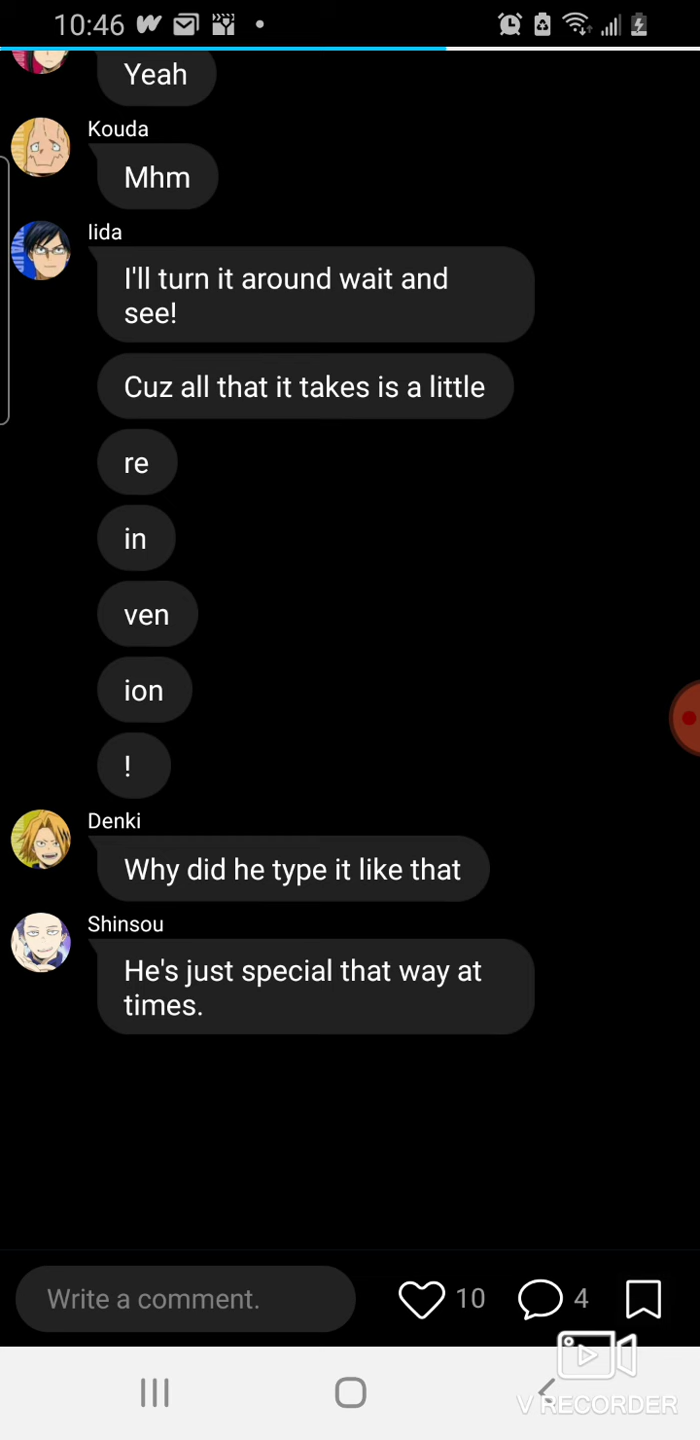 10:46
Yeah
Kouda
Mhm
Iida
I'll turn it around wait and
see!
Cuz all that it takes is a little
re
in
ven
ion
!
Denki
Why did he type it like that
Shinsou
He's just special that way at
times.
Write a comment.
10
4
V RECORDER